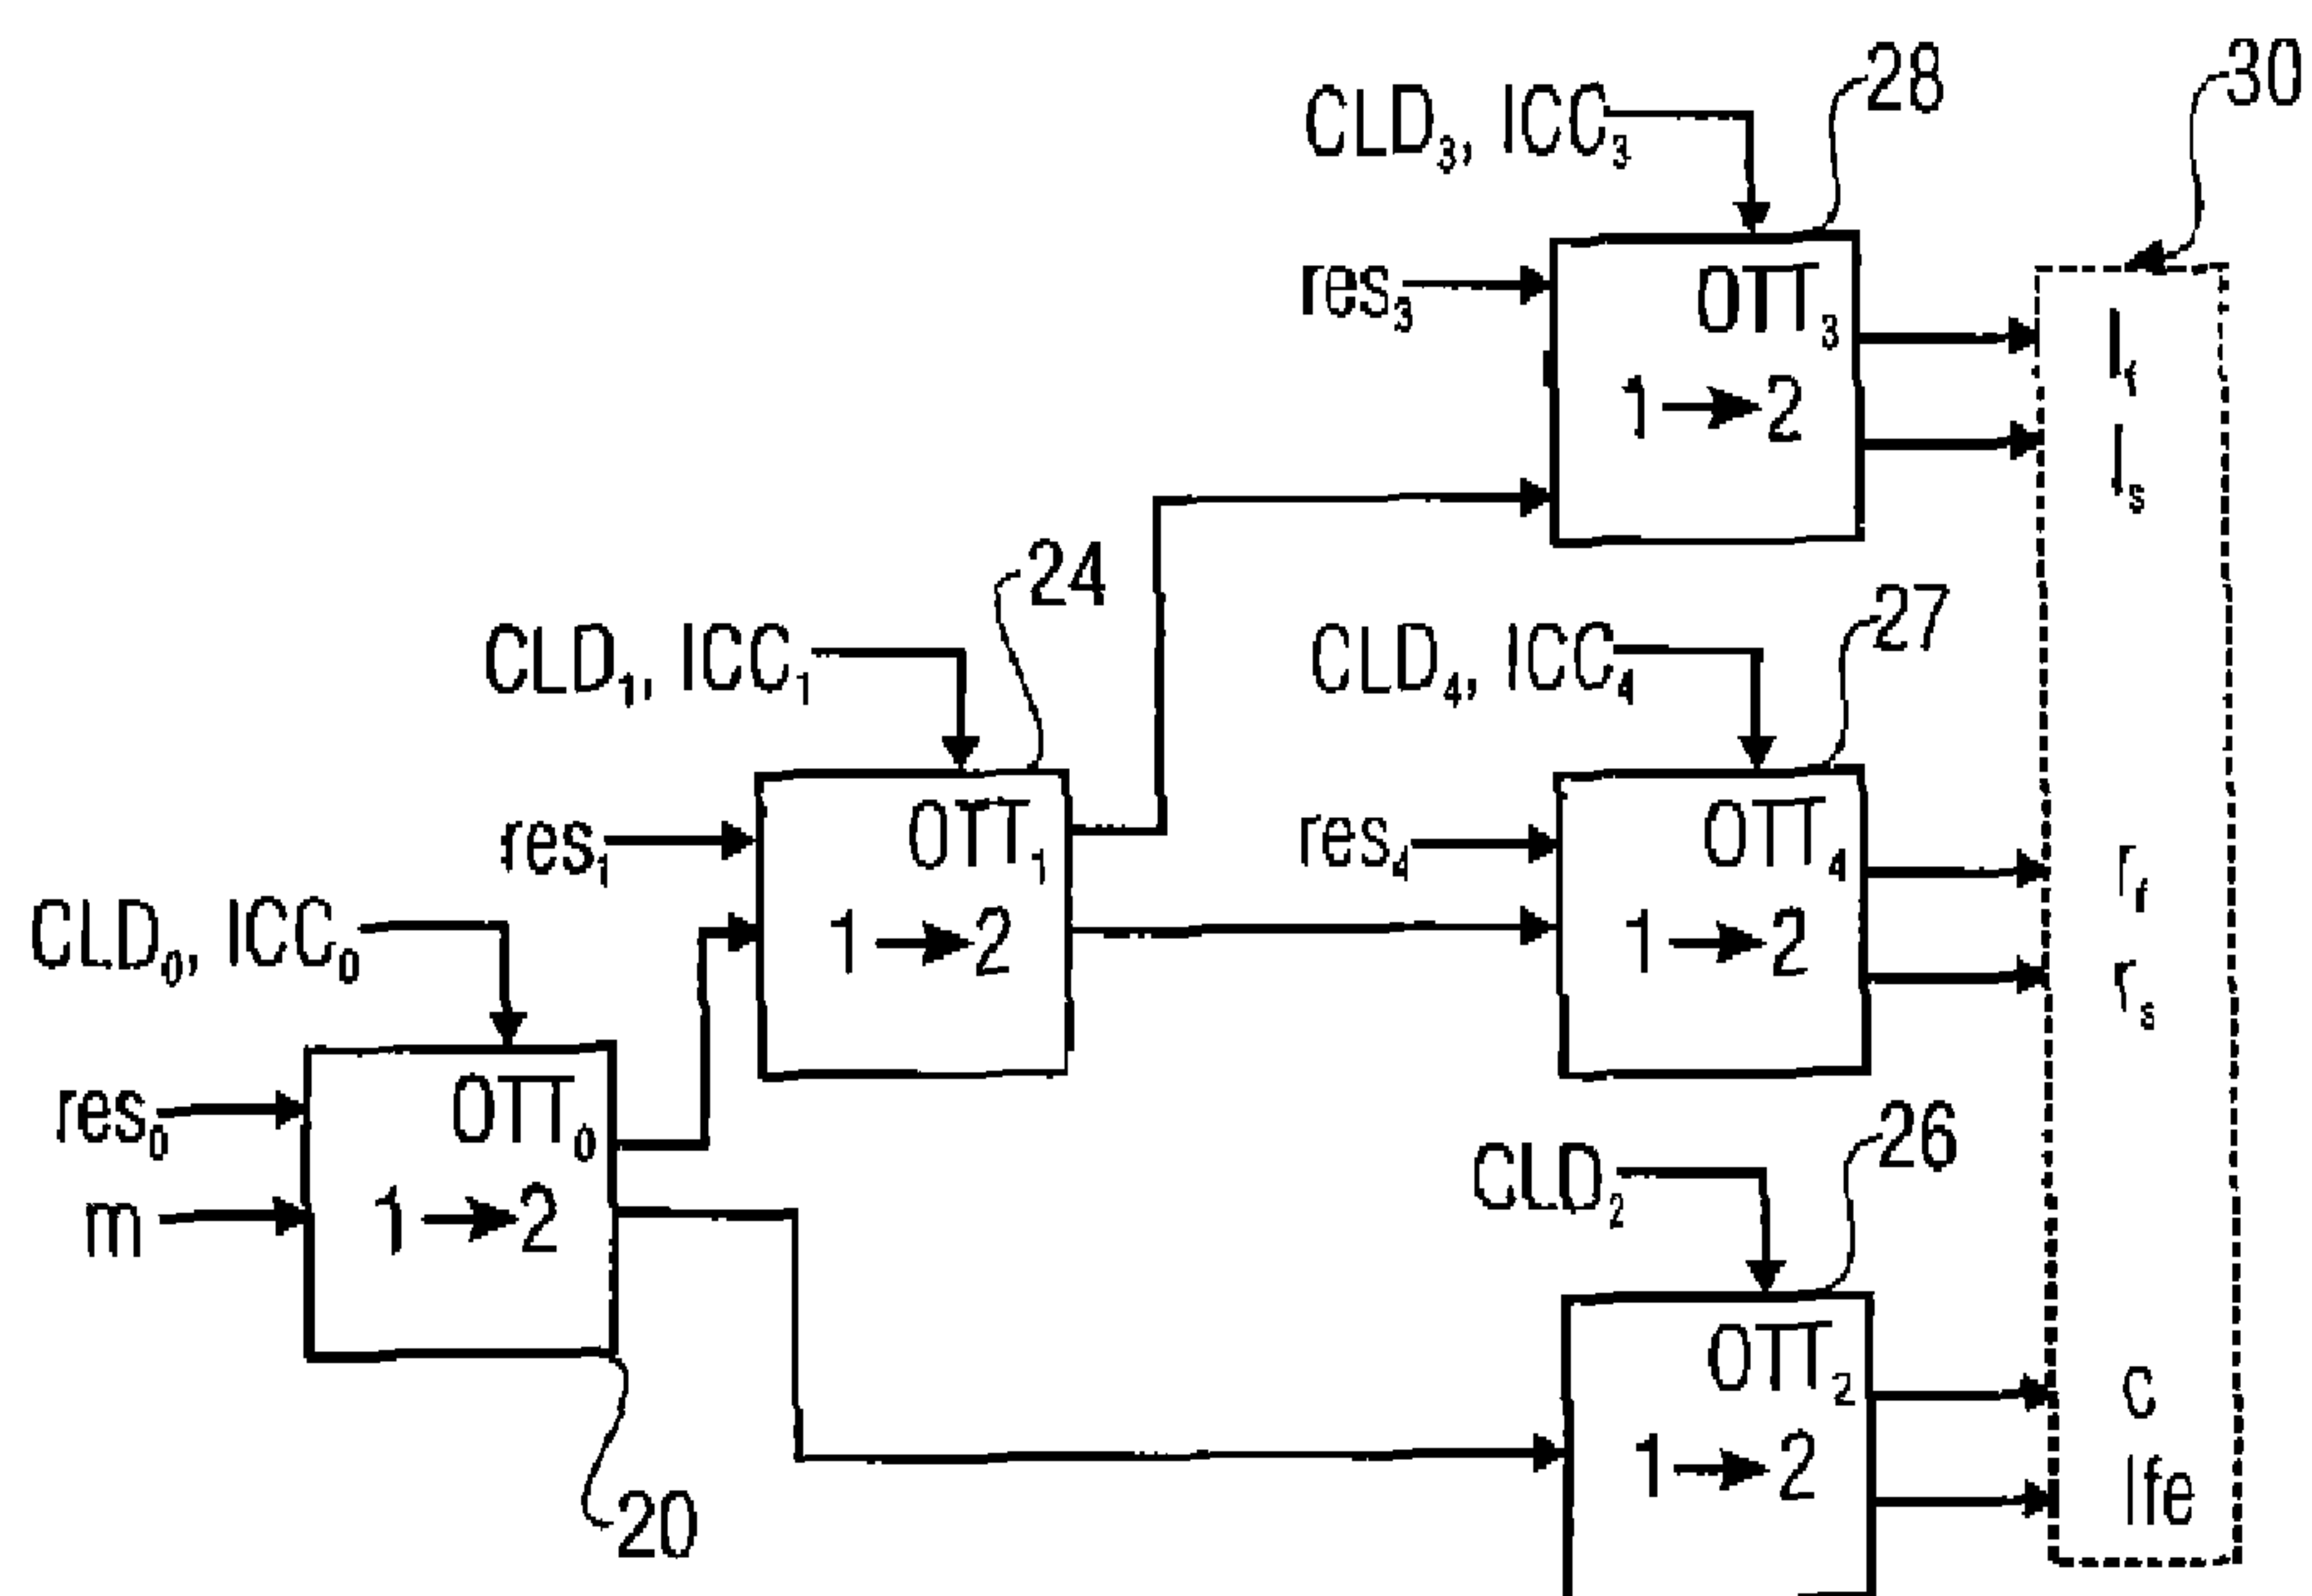 28
30
CLD3, ICC3
res3
OTT3
1 → 2
lf
ls
24
27
CLD1, ICC1
CLD4, ICC4
res1
OTT1
1 → 2
res4
OTT4
1 → 2
rf
rs
CLD0, ICC0
res0
OTT0
m
1 → 2
20
CLD2
26
OTT2
1 → 2
c
lfe